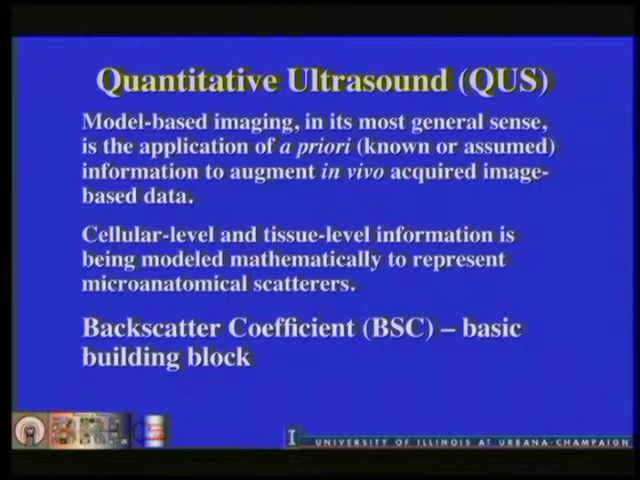 Quantitative Ultrasound (QUS)
Model-based imaging, in its most general sense,
is the application of a priori (known or assumed)
information to augment in vivo acquired image-
based data.
Cellular-level and tissue-level information is
being modeled mathematically to represent
microanatomical scatterers.
Backscatter Coefficient (BSC) – basic
building block
I UNIVERSITY OF ILLINOIS AT URBANA-CHAMPAIGN